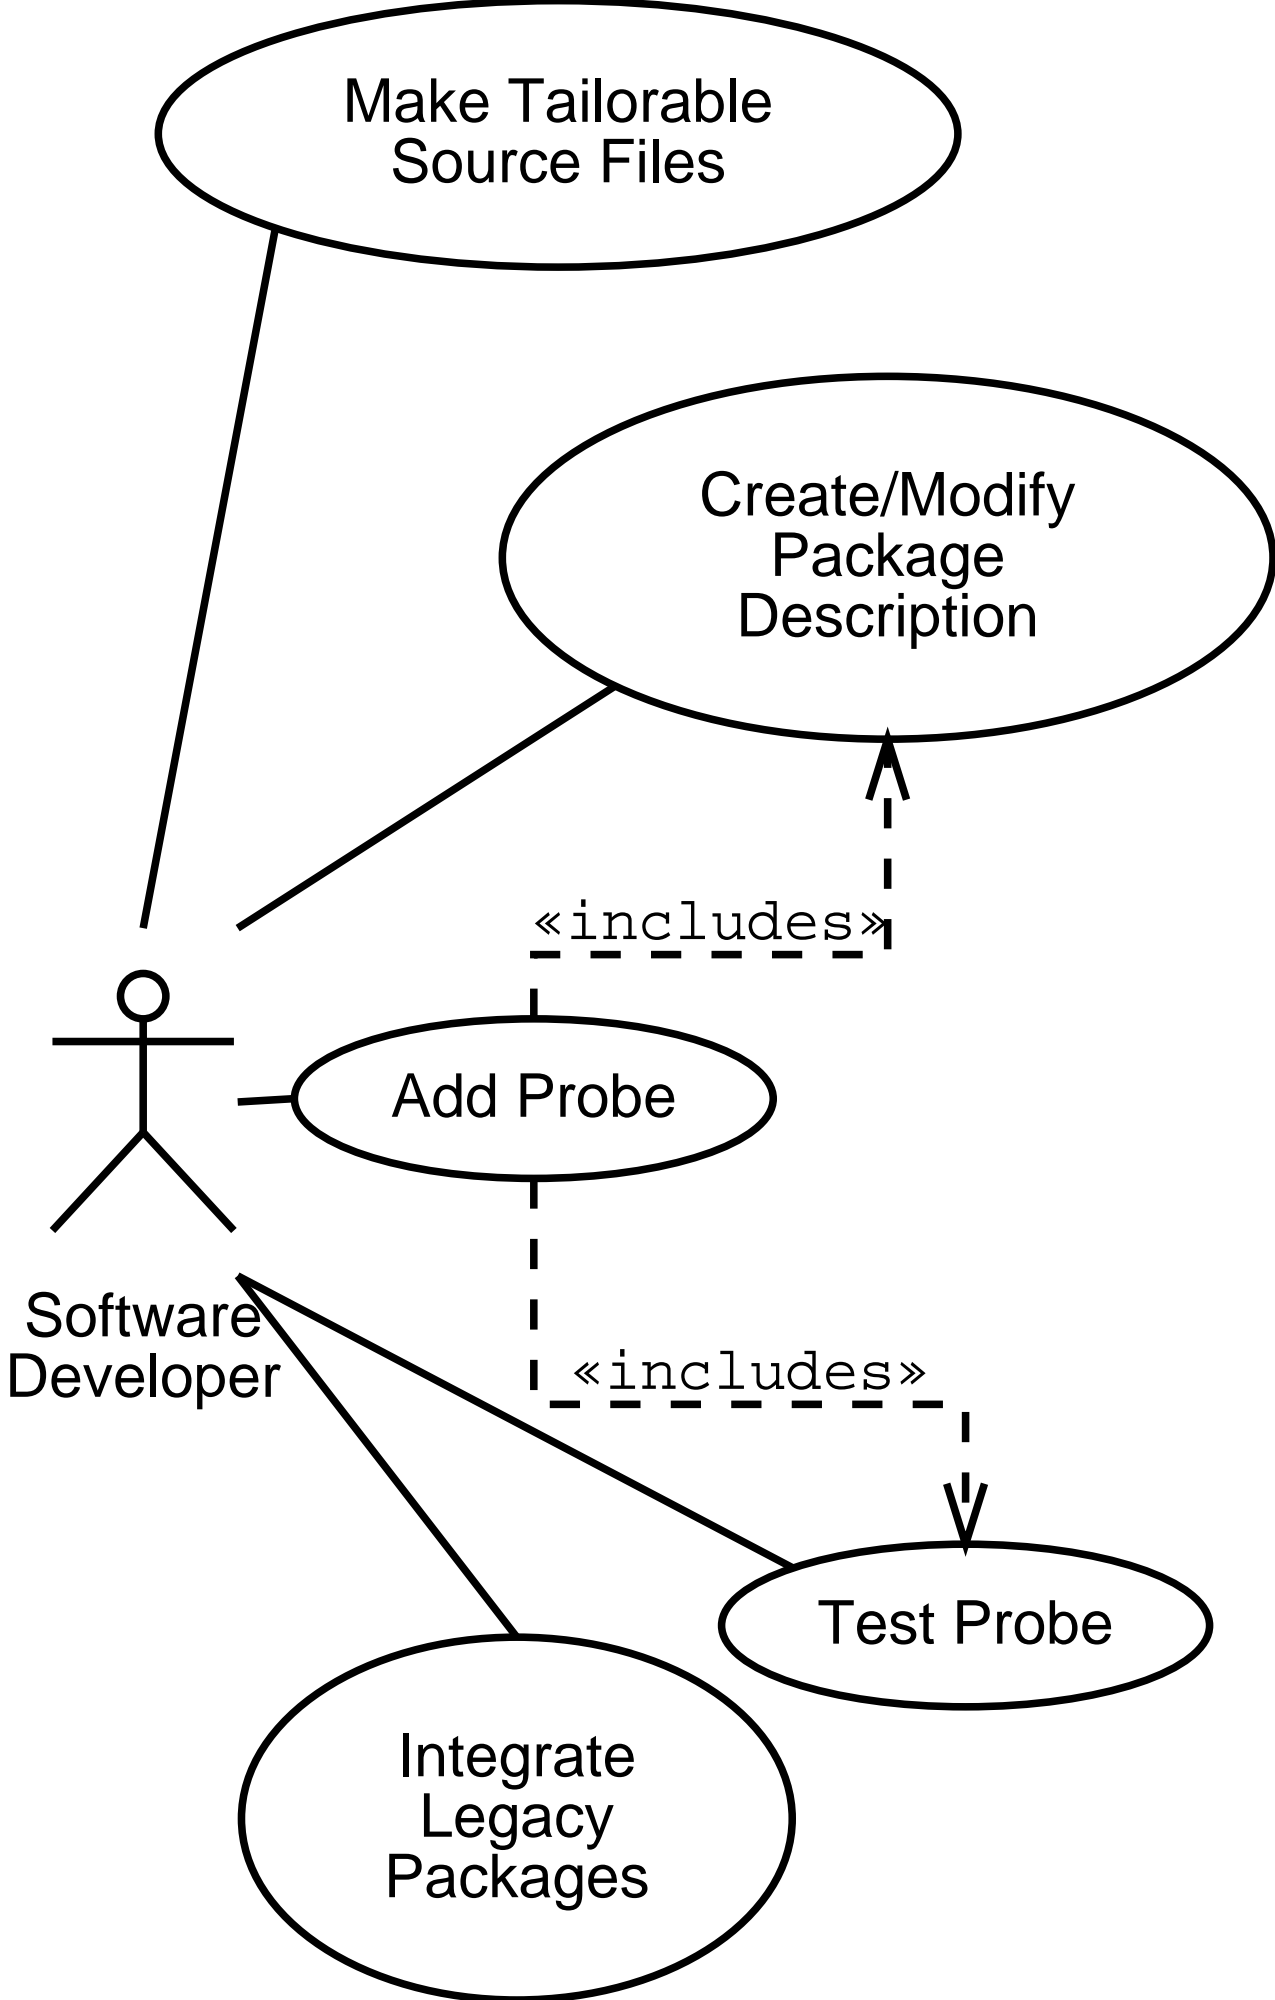 Make Tailorable
Source Files
Create/Modify
Package
Description
«includes»
Add Probe
Software
Developer
«includes»
Test Probe
Integrate
Legacy
Packages